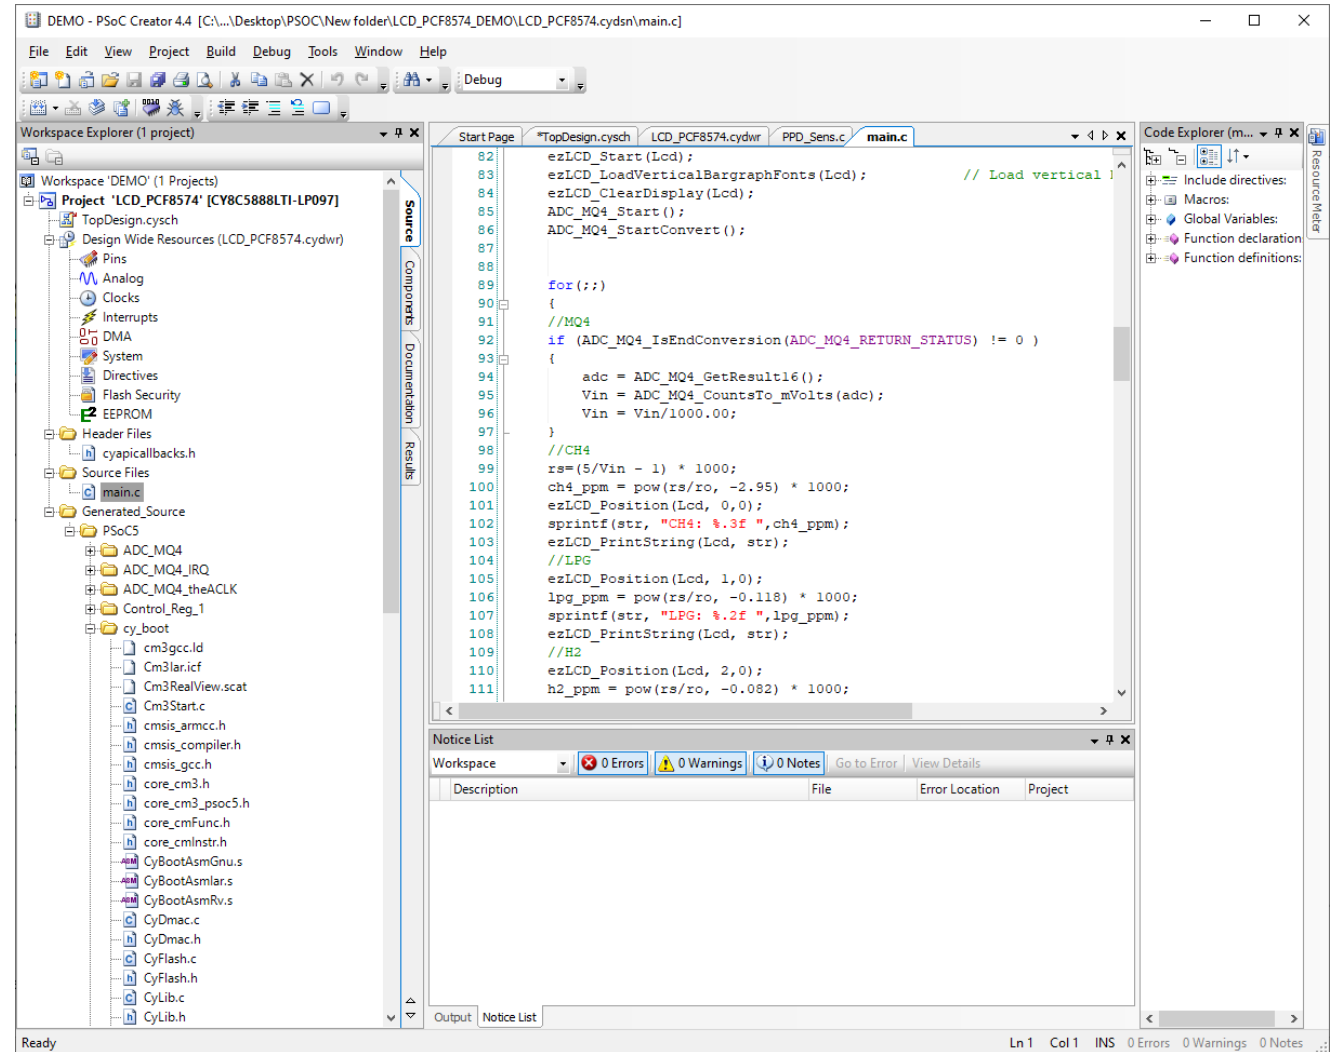 DEMO - PSoC Creator 4.4 [C:\...\Desktop\PSOC\New folder\LCD_PCF8574_DEMO\LCD_PCF8574.cydsn\main.c]
File Edit View Project Build Debug Tools Window Help
Debug
Workspace Explorer (1 project)
Workspace 'DEMO' (1 Projects)
Project 'LCD_PCF8574' [CY8C5888LTI-LP097]
TopDesign.cysch
Design Wide Resources (LCD_PCF8574.cydwr)
Pins
Analog
Clocks
Interrupts
DMA
System
Directives
Flash Security
EEPROM
Header Files
cyapicallbacks.h
Source Files
main.c
Generated_Source
PSoC5
ADC_MQ4
ADC_MQ4_IRQ
ADC_MQ4_theACLK
Control_Reg_1
cy_boot
cm3gcc.ld
Cm3Iar.icf
Cm3RealView.scat
Cm3Start.c
cmsis_armcc.h
cmsis_compiler.h
cmsis_gcc.h
core_cm3.h
core_cm3_psoc5.h
core_cmFunc.h
core_cmInstr.h
CyBootAsmGnu.s
CyBootAsmIar.s
CyBootAsmRv.s
CyDmac.c
CyDmac.h
CyFlash.c
CyFlash.h
CyLib.c
CyLib.h
Source
Components
Documentation
Results
Start Page *TopDesign.cysch LCD_PCF8574.cydwr PPD_Sens.c main.c
82 ezLCD_Start(Lcd);
83 ezLCD_LoadVerticalBargraphFonts(Lcd); // Load vertical
84 ezLCD_ClearDisplay(Lcd);
85 ADC_MQ4_Start();
86 ADC_MQ4_StartConvert();
87
88
89 for(;;)
90 {
91 //MQ4
92 if (ADC_MQ4_IsEndConversion(ADC_MQ4_RETURN_STATUS) != 0 )
93 {
94 adc = ADC_MQ4_GetResult16();
95 Vin = ADC_MQ4_CountsTo_mVolts(adc);
96 Vin = Vin/1000.00;
97 }
98 //CH4
99 rs=(5/Vin - 1) * 1000;
100 ch4_ppm = pow(rs/ro, -2.95) * 1000;
101 ezLCD_Position(Lcd, 0,0);
102 sprintf(str, "CH4: %.3f ",ch4_ppm);
103 ezLCD_PrintString(Lcd, str);
104 //LPG
105 ezLCD_Position(Lcd, 1,0);
106 lpg_ppm = pow(rs/ro, -0.118) * 1000;
107 sprintf(str, "LPG: %.2f ",lpg_ppm);
108 ezLCD_PrintString(Lcd, str);
109 //H2
110 ezLCD_Position(Lcd, 2,0);
111 h2_ppm = pow(rs/ro, -0.082) * 1000;
Notice List
Workspace 0 Errors 0 Warnings 0 Notes Go to Error View Details
Description File Error Location Project
Output Notice List
Code Explorer (m...
Include directives:
Macros:
Global Variables:
Function declaration
Function definitions:
Resource Meter
Ready Ln 1 Col 1 INS 0 Errors 0 Warnings 0 Notes